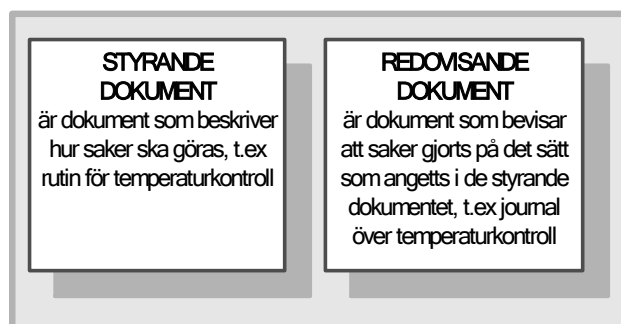 STYRANDE
DOKUMENT
är dokument som beskriver
hur saker ska göras, t.ex
rutin för temperaturkontroll
REDOVISANDE
DOKUMENT
är dokument som bevisar
att saker gjorts på det sätt
som angetts i de styrande
dokumentet, t.ex journal
över temperaturkontroll